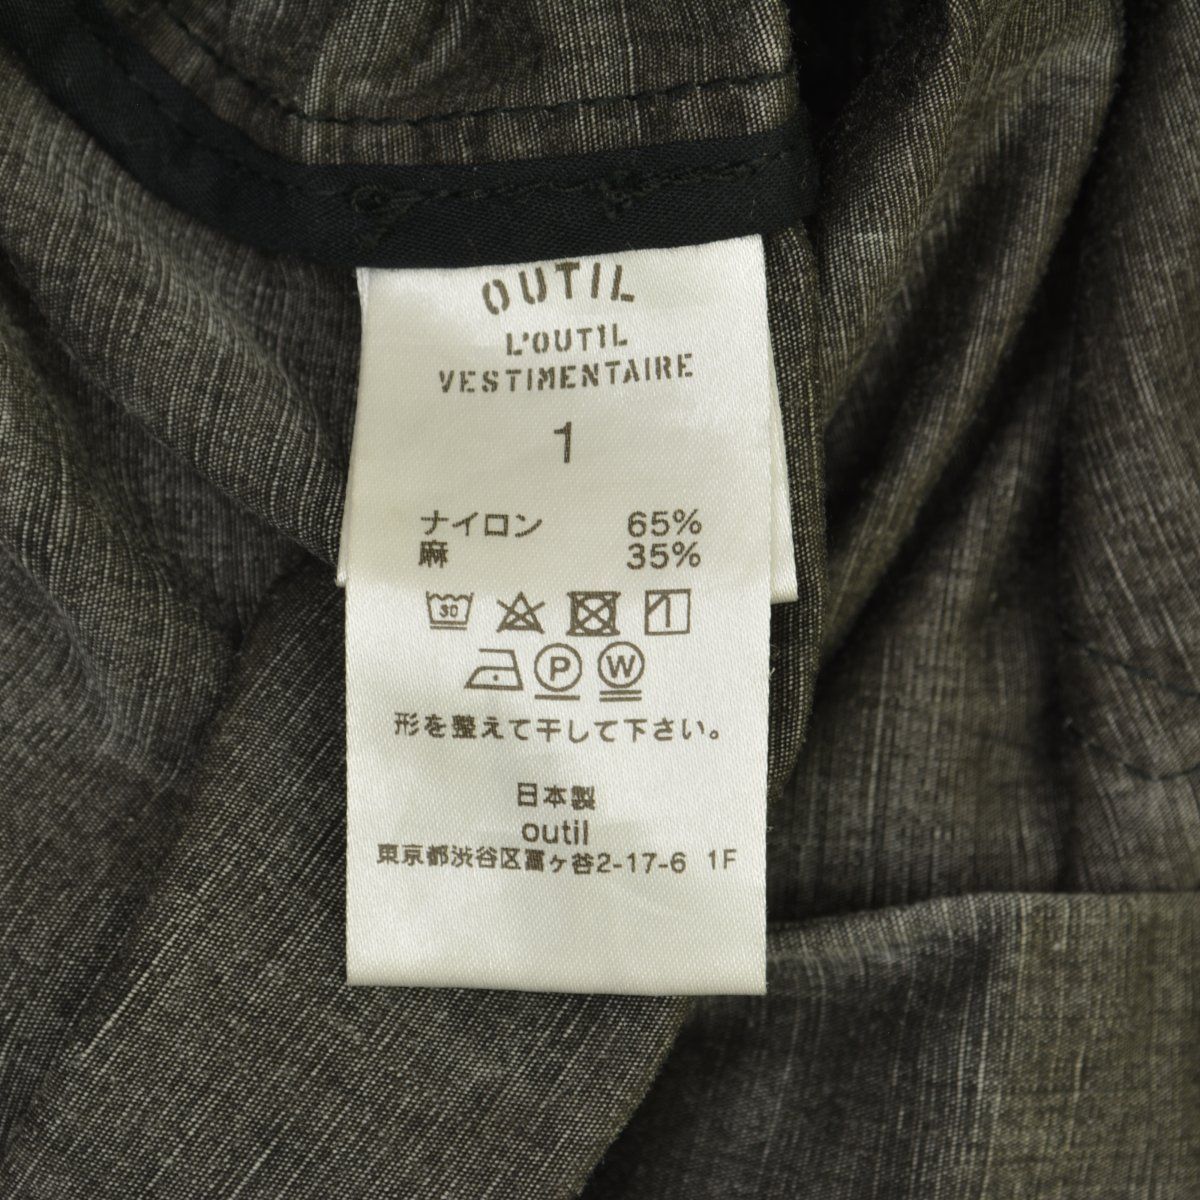 OUTIL
L'OUTIL
VESTIMENTAIRE
1
ナイロン 65%
麻 35%
30
P W
形を整えて干して下さい。
日本製
outil
東京都渋谷区富ヶ谷2-17-6 1F